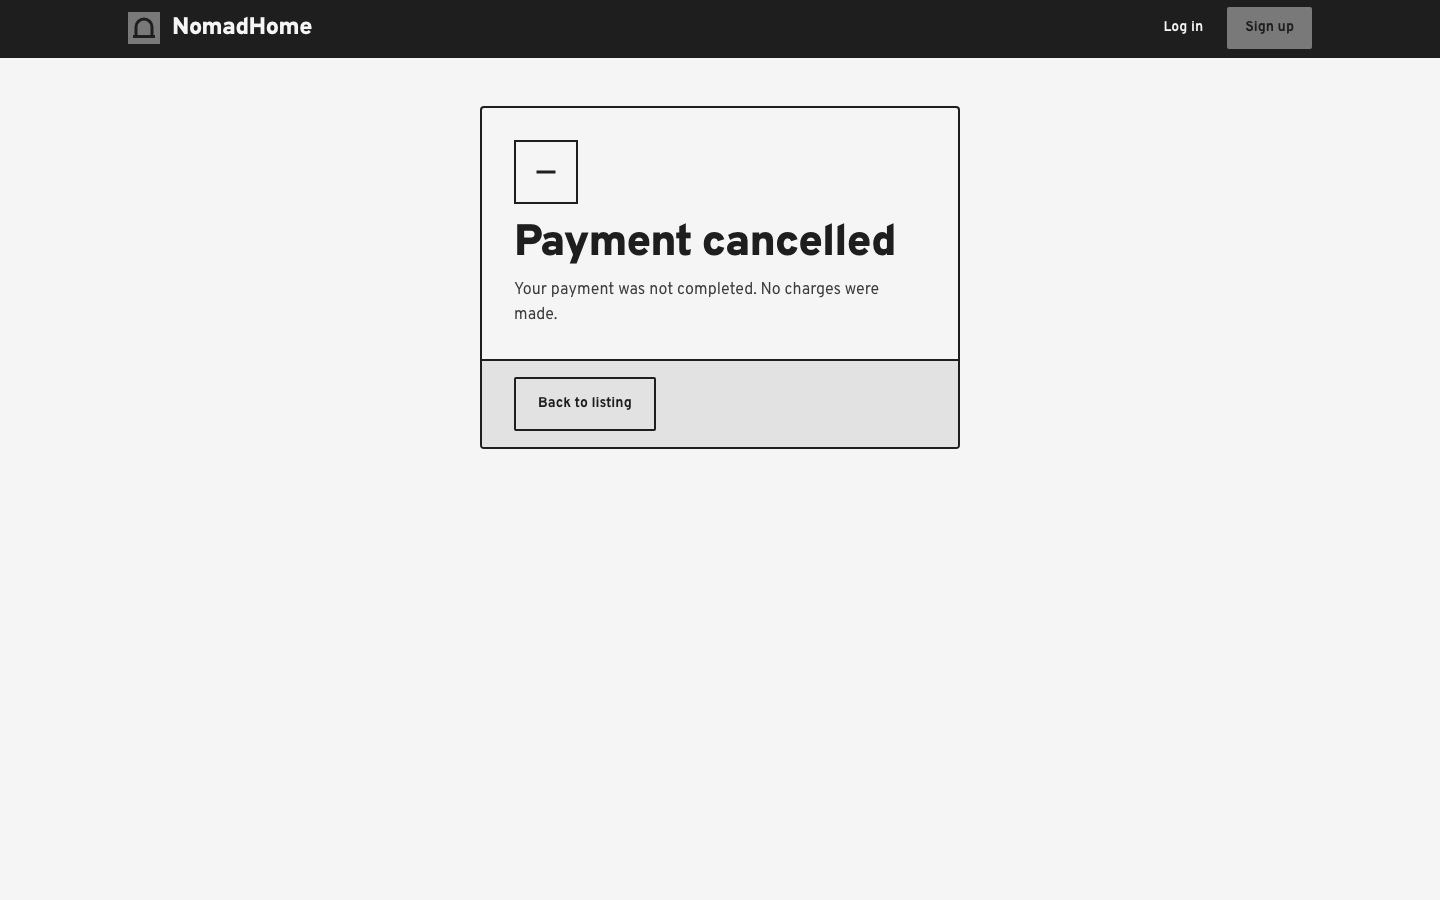 NomadHome
Log in
Sign up
Payment cancelled
Your payment was not completed. No charges were
made.
Back to listing